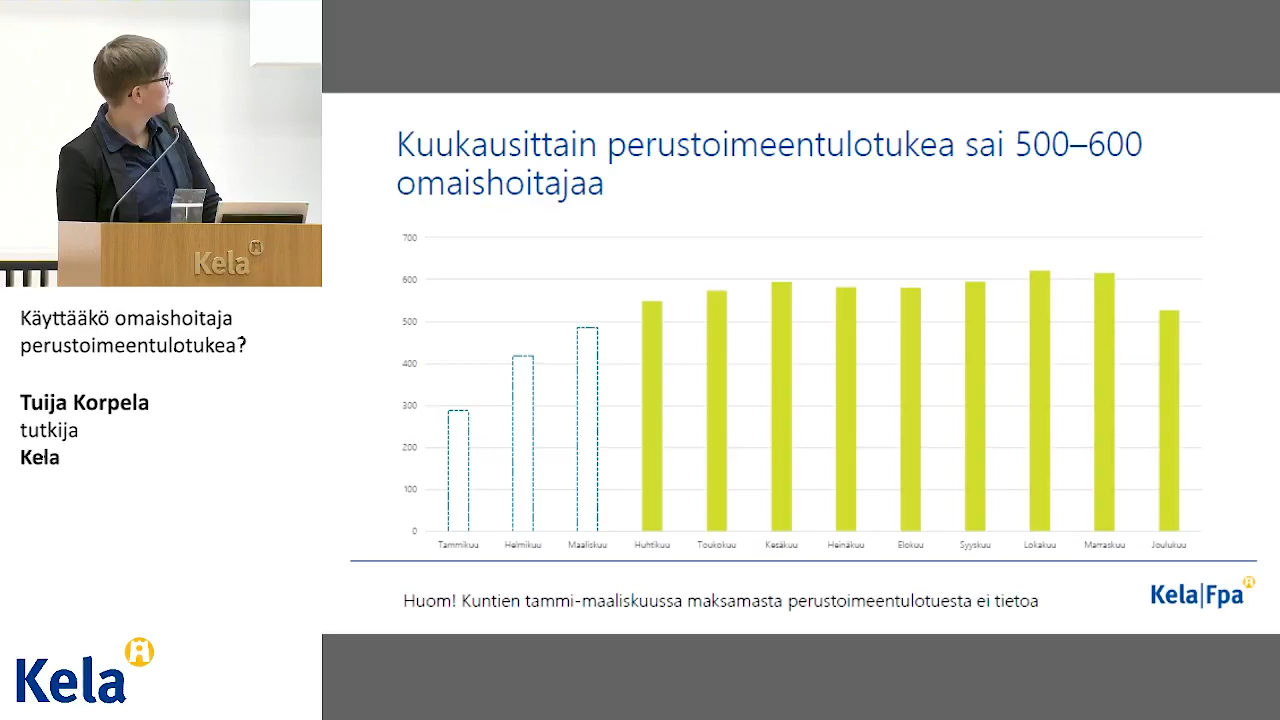 Kela
Käyttääkö omaishoitaja
perustoimeentulotukea?
Tuija Korpela
tutkija
Kela
Kela
Kuukausittain perustoimeentulotukea sai 500–600
omaishoitajaa
700
600
500
400
300
200
100
0
Tammikuu Helmikuu Maaliskuu Huhtikuu Toukokuu Kesäkuu Heinäkuu Elokuu Syyskuu Lokakuu Marraskuu Joulukuu
Huom! Kuntien tammi-maaliskuussa maksamasta perustoimeentulotuesta ei tietoa
Kela|Fpa